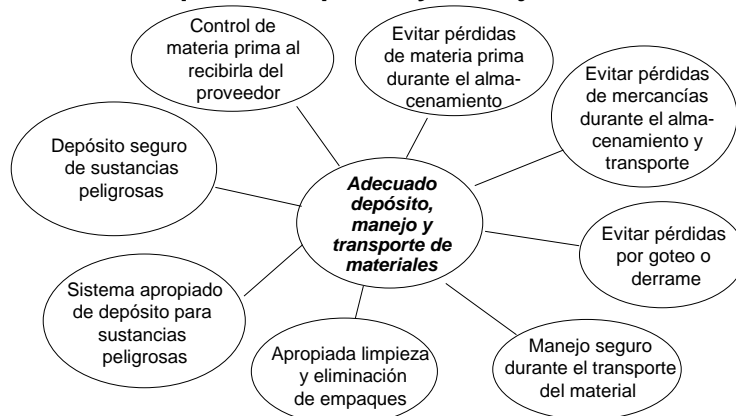 Control de
materia prima al
recibirla del
proveedor
Evitar pérdidas
de materia prima
durante el alma-
cenamiento
Evitar pérdidas
de mercancías
durante el alma-
cenamiento y
transporte
Depósito seguro
de sustancias
peligrosas
Adecuado
depósito,
manejo y
transporte de
materiales
Evitar pérdidas
por goteo o
derrame
Sistema apropiado
de depósito para
sustancias
peligrosas
Apropiada limpieza
y eliminación
de empaques
Manejo seguro
durante el transporte
del material